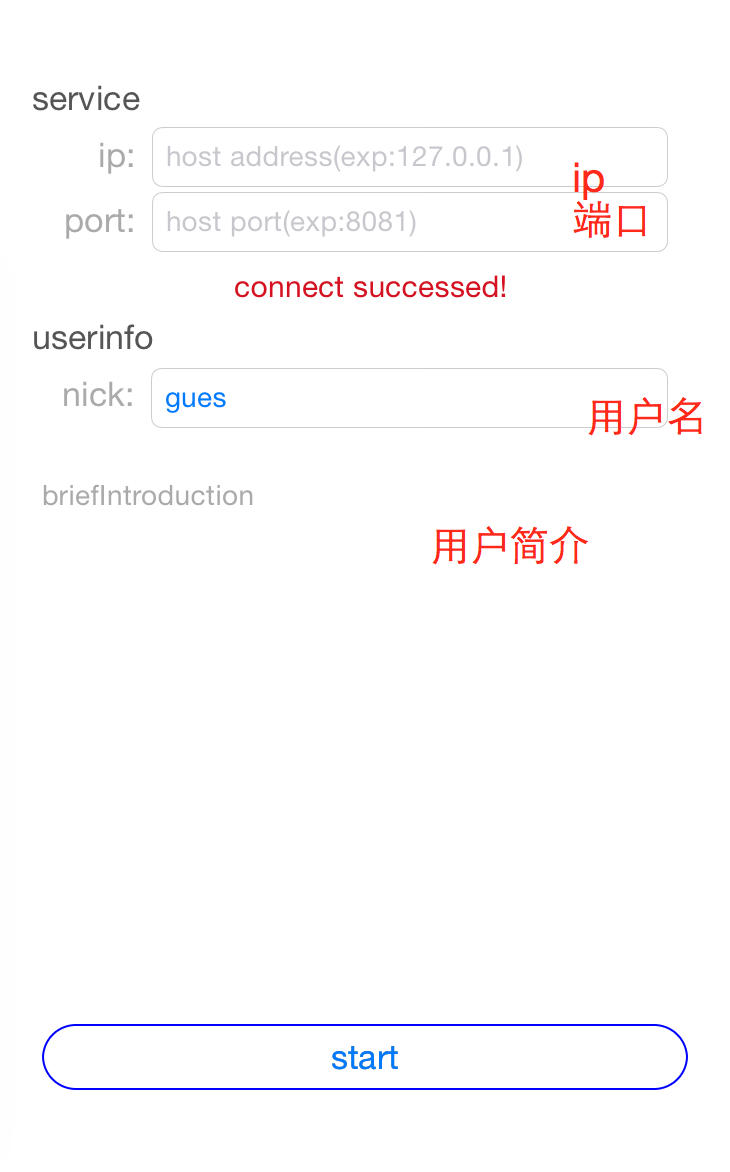 service
ip: host address(exp:127.0.0.1) ip
port: host port(exp:8081) 端口
connect successed!
userinfo
nick: gues 用户名
briefIntroduction
用户简介
start